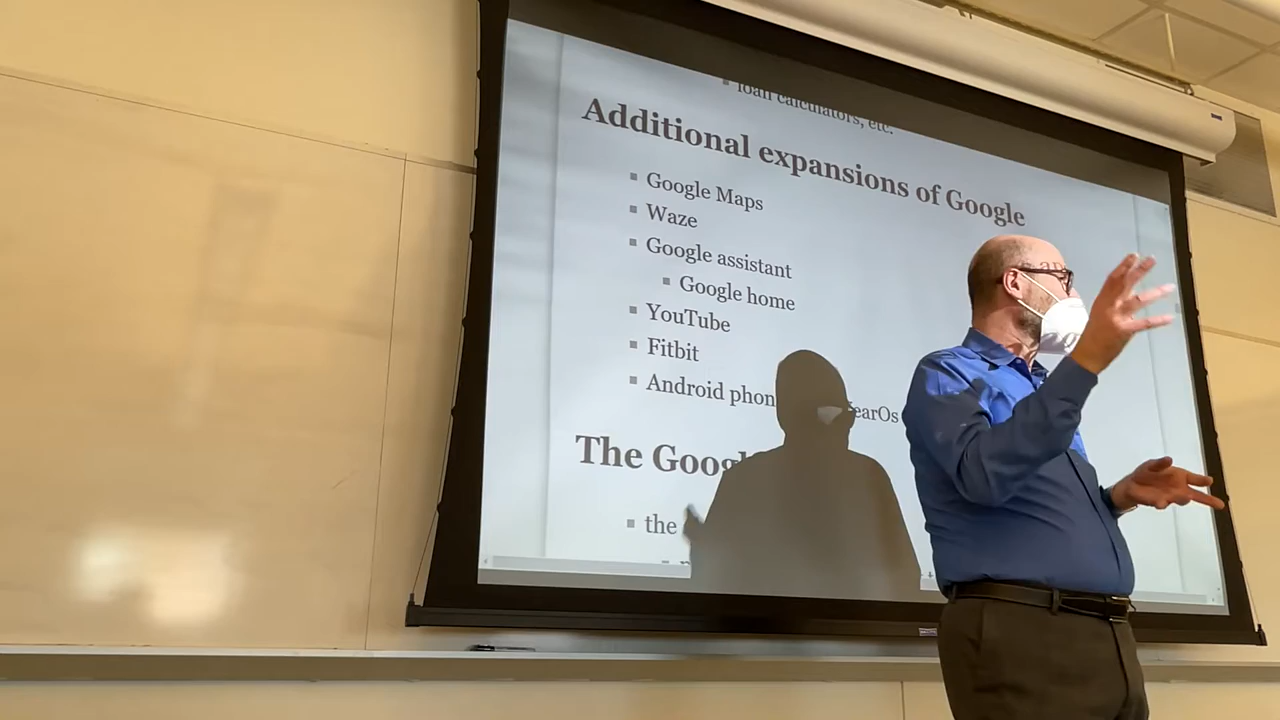 loan calculators, etc.
Additional expansions of Google
Google Maps
Waze
Google assistant
Google home
YouTube
Fitbit
Android phon earOs
The Goog
the